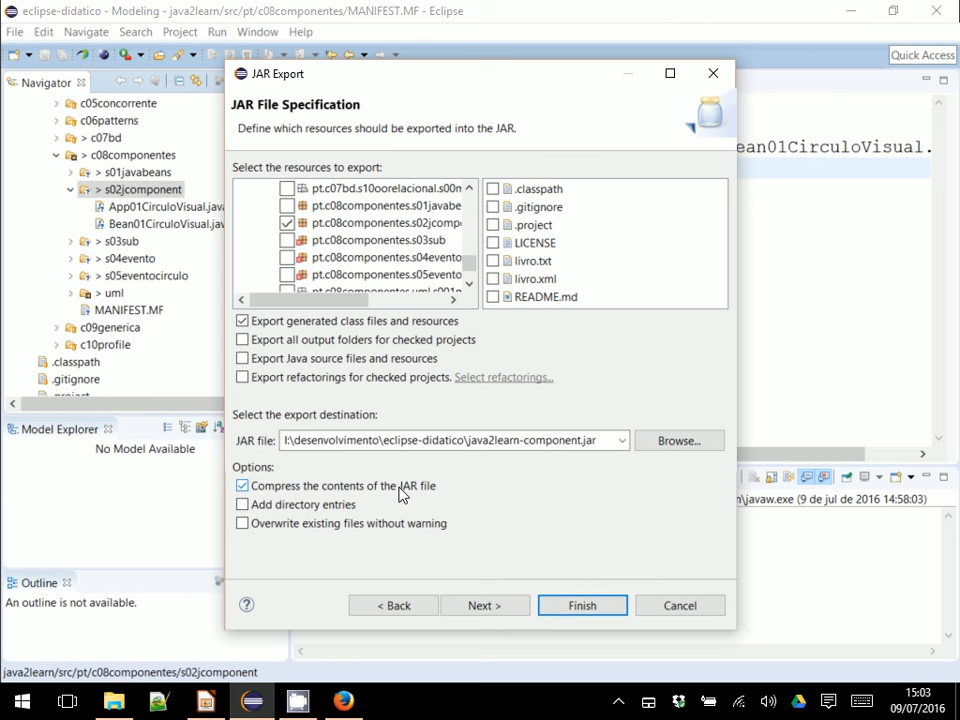 eclipse-didatico - Modeling - java2learn/src/pt/c08componentes/MANIFEST.MF - Eclipse
File Edit Navigate Search Project Run Window Help
Quick Access
Navigator
c05concorrente
c06patterns
> c07bd
> c08componentes
> s01javabeans
> s02jcomponent
App01CirculoVisual.jav
Bean01CirculoVisual.jav
> s03sub
> s04evento
> s05eventocirculo
> uml
MANIFEST.MF
c09generica
c10profile
.classpath
.gitignore
Model Explorer
No Model Available
Outline
An outline is not available.
java2learn/src/pt/c08componentes/s02jcomponent
JAR Export
JAR File Specification
Define which resources should be exported into the JAR.
Select the resources to export:
pt.c07bd.s10oorelacional.s00n
pt.c08componentes.s01javabe
pt.c08componentes.s02jcomp
pt.c08componentes.s03sub
pt.c08componentes.s04evento
pt.c08componentes.s05evento
.classpath
.gitignore
.project
LICENSE
livro.txt
livro.xml
README.md
Export generated class files and resources
Export all output folders for checked projects
Export Java source files and resources
Export refactorings for checked projects. Select refactorings...
Select the export destination:
JAR file: I:\desenvolvimento\eclipse-didatico\java2learn-component.jar Browse...
Options:
Compress the contents of the JAR file
Add directory entries
Overwrite existing files without warning
< Back Next > Finish Cancel
ean01CirculoVisual.
n\javaw.exe (9 de jul de 2016 14:58:03)
15:03
09/07/2016